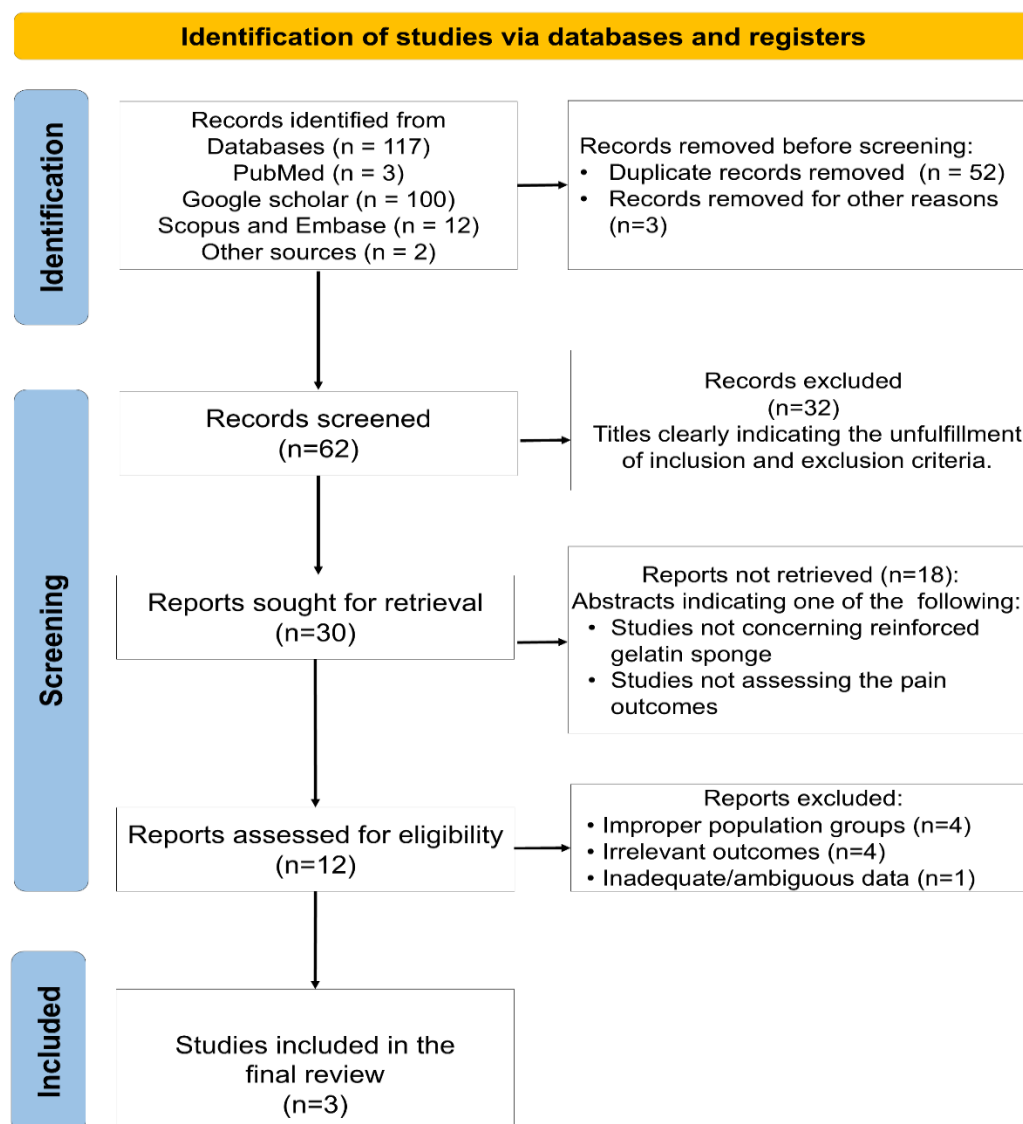 Identification of studies via databases and registers
Identification
Records identified from
Databases (n = 117)
PubMed (n = 3)
Google scholar (n = 100)
Scopus and Embase (n = 12)
Other sources (n = 2)
Records removed before screening:
• Duplicate records removed (n = 52)
• Records removed for other reasons
(n=3)
Screening
Records screened
(n=62)
Records excluded
(n=32)
Titles clearly indicating the unfulfillment
of inclusion and exclusion criteria.
Reports sought for retrieval
(n=30)
Reports not retrieved (n=18):
Abstracts indicating one of the following:
• Studies not concerning reinforced
gelatin sponge
• Studies not assessing the pain
outcomes
Reports assessed for eligibility
(n=12)
Reports excluded:
• Improper population groups (n=4)
• Irrelevant outcomes (n=4)
• Inadequate/ambiguous data (n=1)
Included
Studies included in the
final review
(n=3)